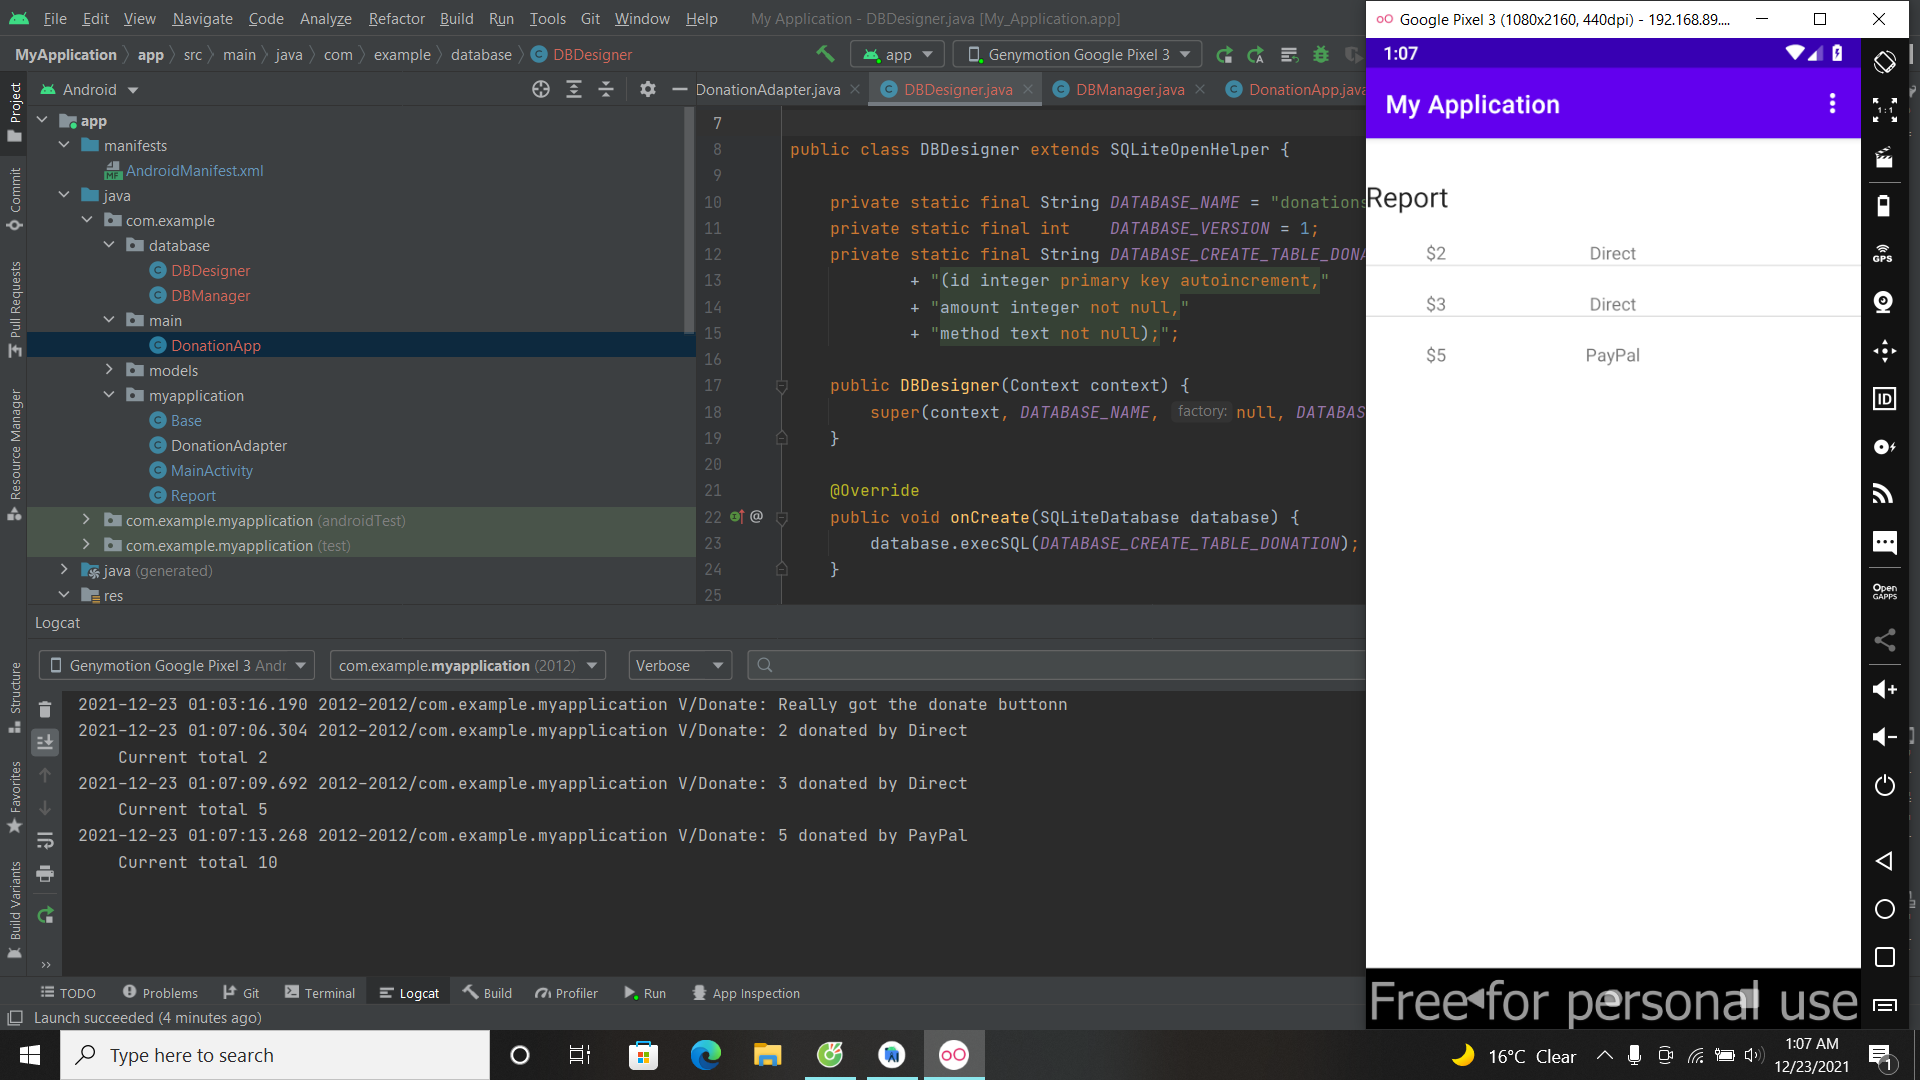 File Edit View Navigate Code Analyze Refactor Build Run Tools Git Window Help My Application - DBDesigner.java [My_Application.app]
MyApplication app src main java com example database DBDesigner app Genymotion Google Pixel 3
Android
DonationAdapter.java DBDesigner.java DBManager.java DonationApp.java
Project
Commit
Pull Requests
Resource Manager
Structure
Favorites
Build Variants
app
manifests
AndroidManifest.xml
java
com.example
database
DBDesigner
DBManager
main
DonationApp
models
myapplication
Base
DonationAdapter
MainActivity
Report
com.example.myapplication (androidTest)
com.example.myapplication (test)
java (generated)
res
7
8 public class DBDesigner extends SQLiteOpenHelper {
9
10 private static final String DATABASE_NAME = "donations
11 private static final int DATABASE_VERSION = 1;
12 private static final String DATABASE_CREATE_TABLE_DONA
13 + "(id integer primary key autoincrement,"
14 + "amount integer not null,"
15 + "method text not null);";
16
17 public DBDesigner(Context context) {
18 super(context, DATABASE_NAME, factory: null, DATABAS
19 }
20
21 @Override
22 public void onCreate(SQLiteDatabase database) {
23 database.execSQL(DATABASE_CREATE_TABLE_DONATION);
24 }
25
Logcat
Genymotion Google Pixel 3 Andr com.example.myapplication (2012) Verbose
2021-12-23 01:03:16.190 2012-2012/com.example.myapplication V/Donate: Really got the donate buttonn
2021-12-23 01:07:06.304 2012-2012/com.example.myapplication V/Donate: 2 donated by Direct
Current total 2
2021-12-23 01:07:09.692 2012-2012/com.example.myapplication V/Donate: 3 donated by Direct
Current total 5
2021-12-23 01:07:13.268 2012-2012/com.example.myapplication V/Donate: 5 donated by PayPal
Current total 10
TODO Problems Git Terminal Logcat Build Profiler Run App Inspection
Launch succeeded (4 minutes ago)
Google Pixel 3 (1080x2160, 440dpi) - 192.168.89....
1:07
My Application
Report
$2 Direct
$3 Direct
$5 PayPal
Free for personal use
1:1
GPS
ID
Open
GAPPS
Type here to search
16°C Clear
1:07 AM
12/23/2021
1